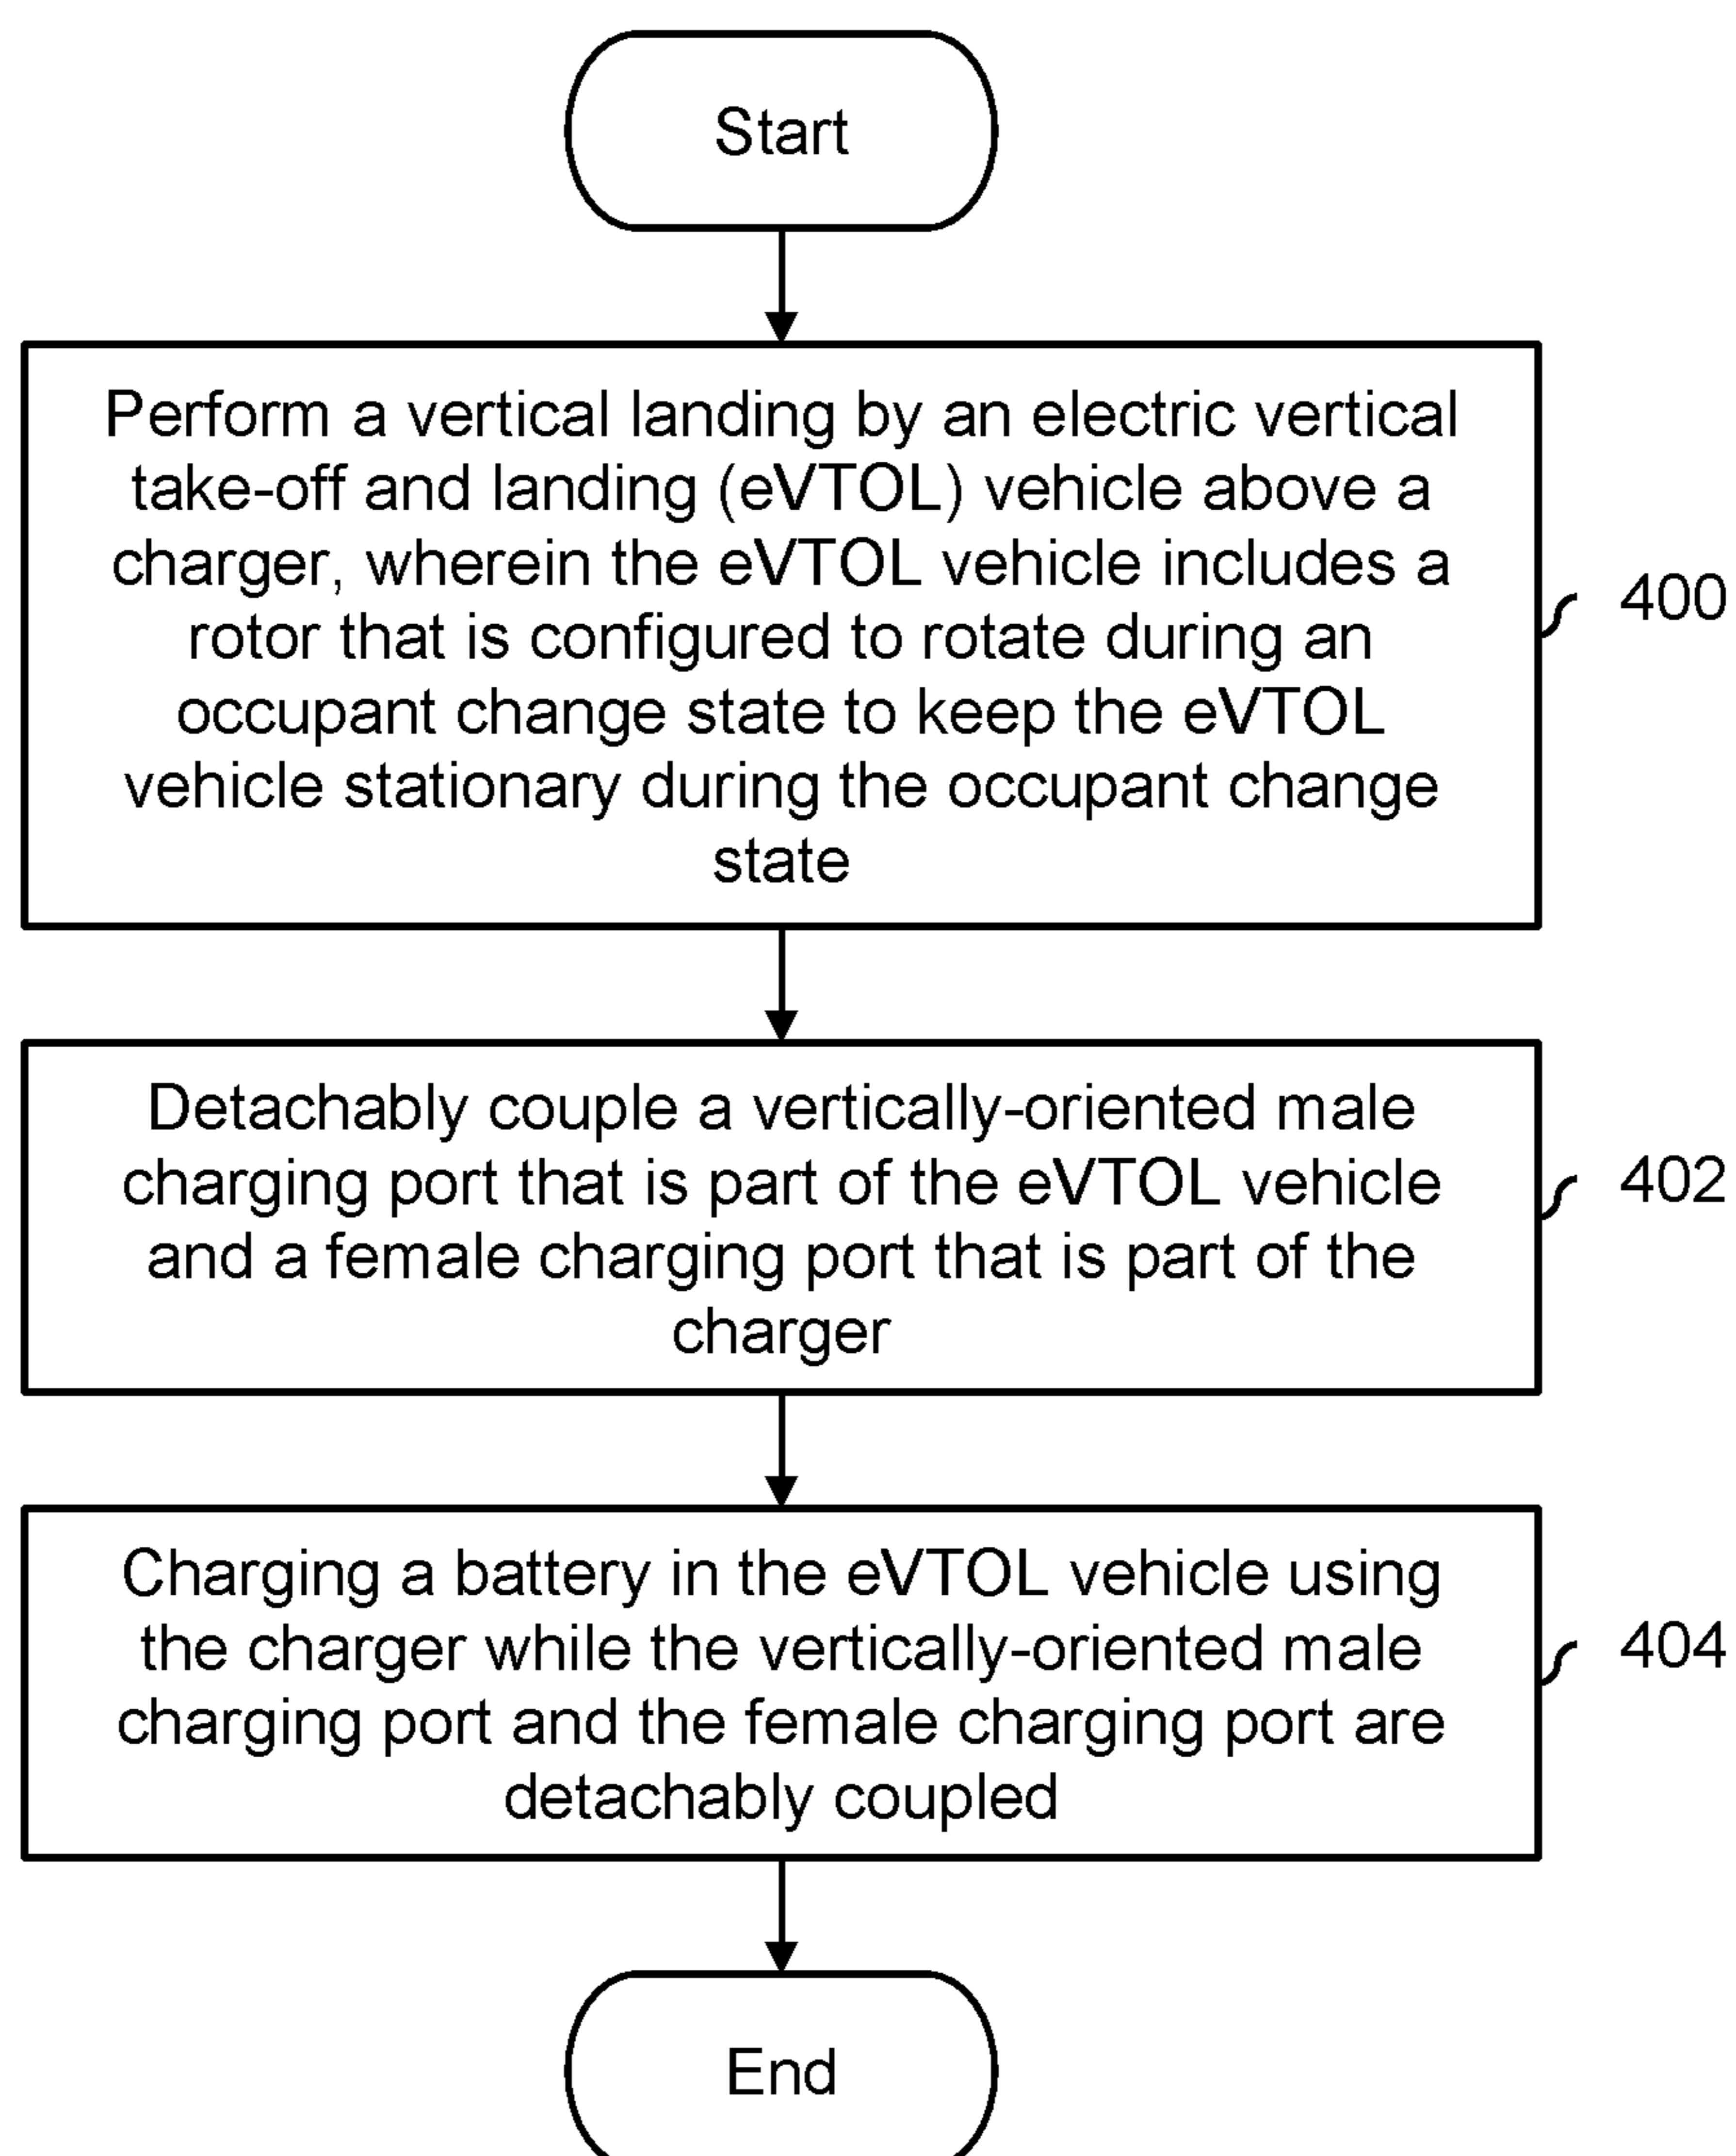 Start
Perform a vertical landing by an electric vertical
take-off and landing (eVTOL) vehicle above a
charger, wherein the eVTOL vehicle includes a
rotor that is configured to rotate during an
occupant change state to keep the eVTOL
vehicle stationary during the occupant change
state
400
Detachably couple a vertically-oriented male
charging port that is part of the eVTOL vehicle
and a female charging port that is part of the
charger
402
Charging a battery in the eVTOL vehicle using
the charger while the vertically-oriented male
charging port and the female charging port are
detachably coupled
404
End